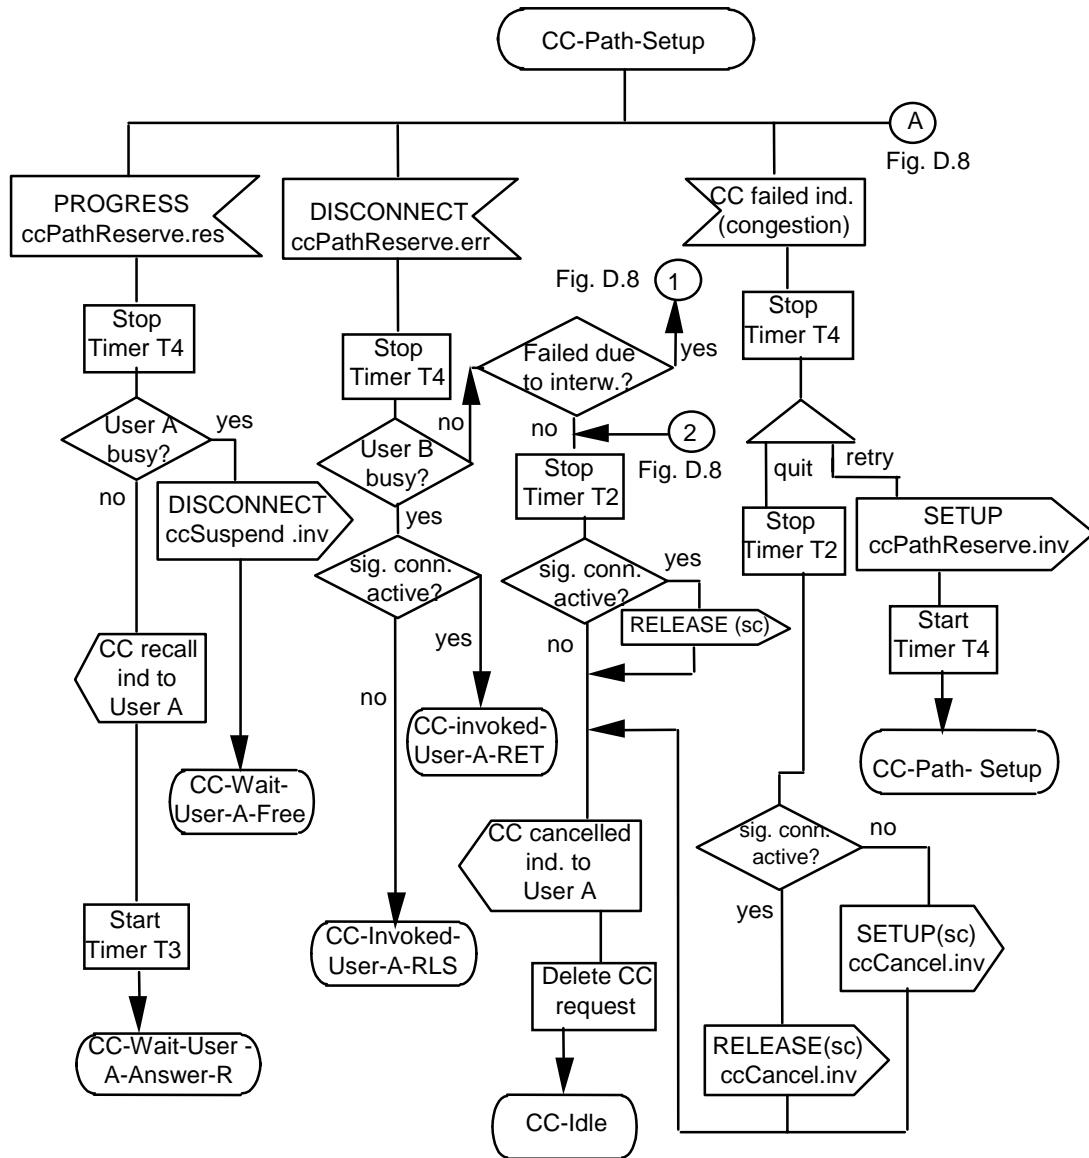 CC-Path-Setup
A
Fig. D.8
PROGRESS
ccPathReserve.res
DISCONNECT
ccPathReserve.err
CC failed ind.
(congestion)
Fig. D.8
1
Stop
Timer T4
Stop
Timer T4
Failed due
to interw.?
yes
Stop
Timer T4
User A
busy?
yes
no
no
User B
busy?
no
2
Fig. D.8
quit
retry
DISCONNECT
ccSuspend .inv
yes
Stop
Timer T2
Stop
Timer T2
SETUP
ccPathReserve.inv
sig. conn.
active?
yes
no
sig. conn.
active?
yes
no
RELEASE (sc)
Start
Timer T4
CC recall
ind to
User A
CC-invoked-
User-A-RET
CC-Path- Setup
CC-Wait-
User-A-Free
CC cancelled
ind. to
User A
sig. conn.
active?
no
yes
Start
Timer T3
CC-Invoked-
User-A-RLS
SETUP(sc)
ccCancel.inv
Delete CC
request
CC-Wait-User -
A-Answer-R
RELEASE(sc)
ccCancel.inv
CC-Idle